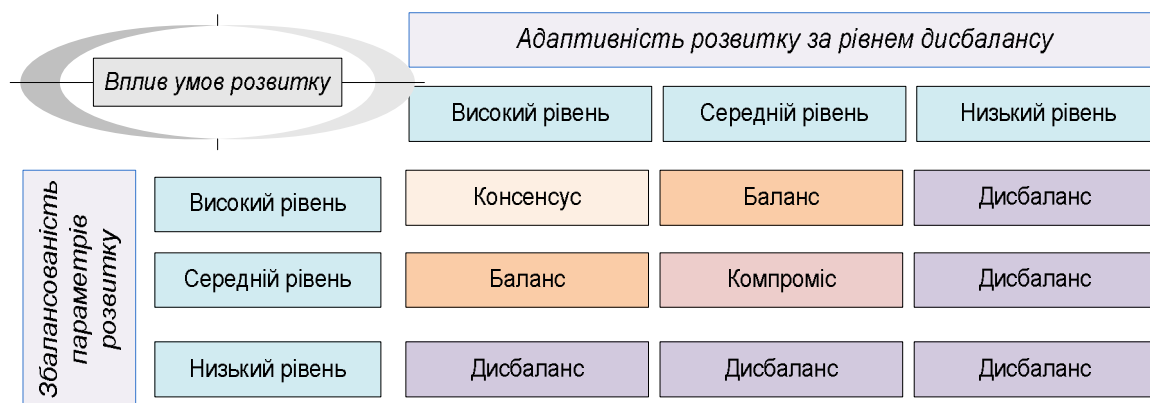 Адаптивність розвитку за рівнем дисбалансу
Вплив умов розвитку
Високий рівень
Середній рівень
Низький рівень
Збалансованість
параметрів
розвитку
Високий рівень
Консенсус
Баланс
Дисбаланс
Середній рівень
Баланс
Компроміс
Дисбаланс
Низький рівень
Дисбаланс
Дисбаланс
Дисбаланс